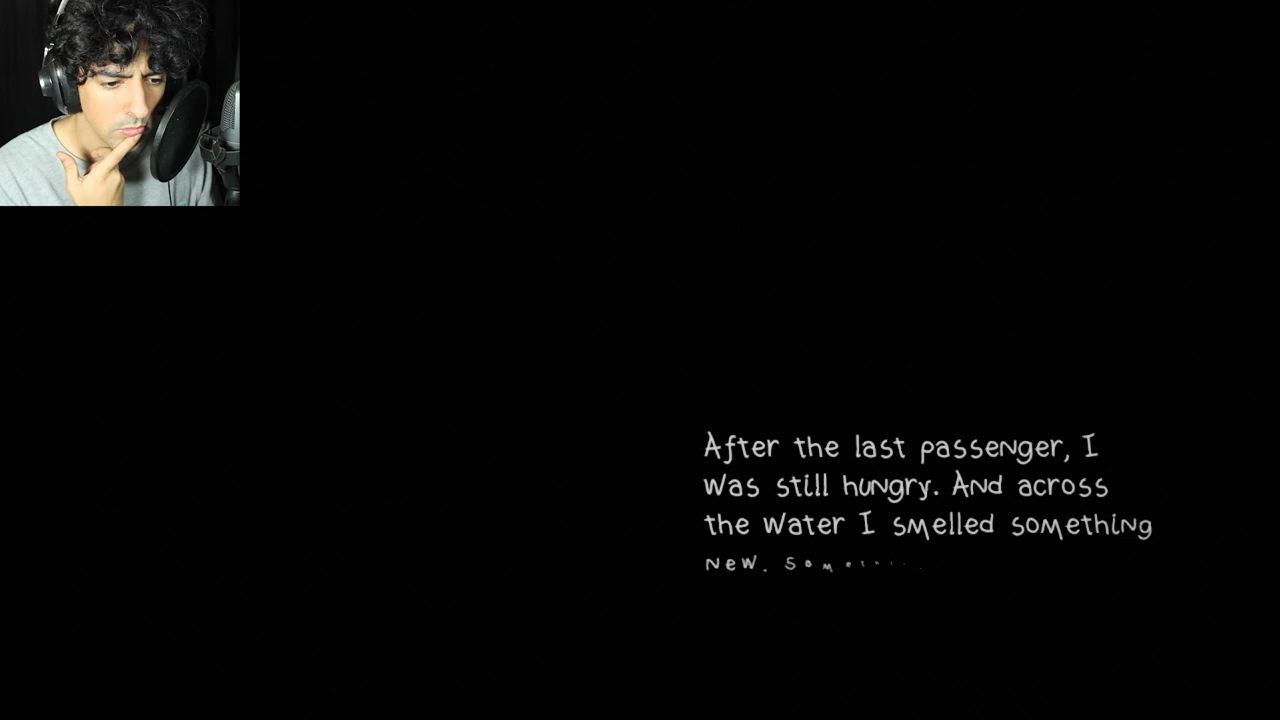 After the last passenger, I
was still hungry. And across
the water I smelled something
new.